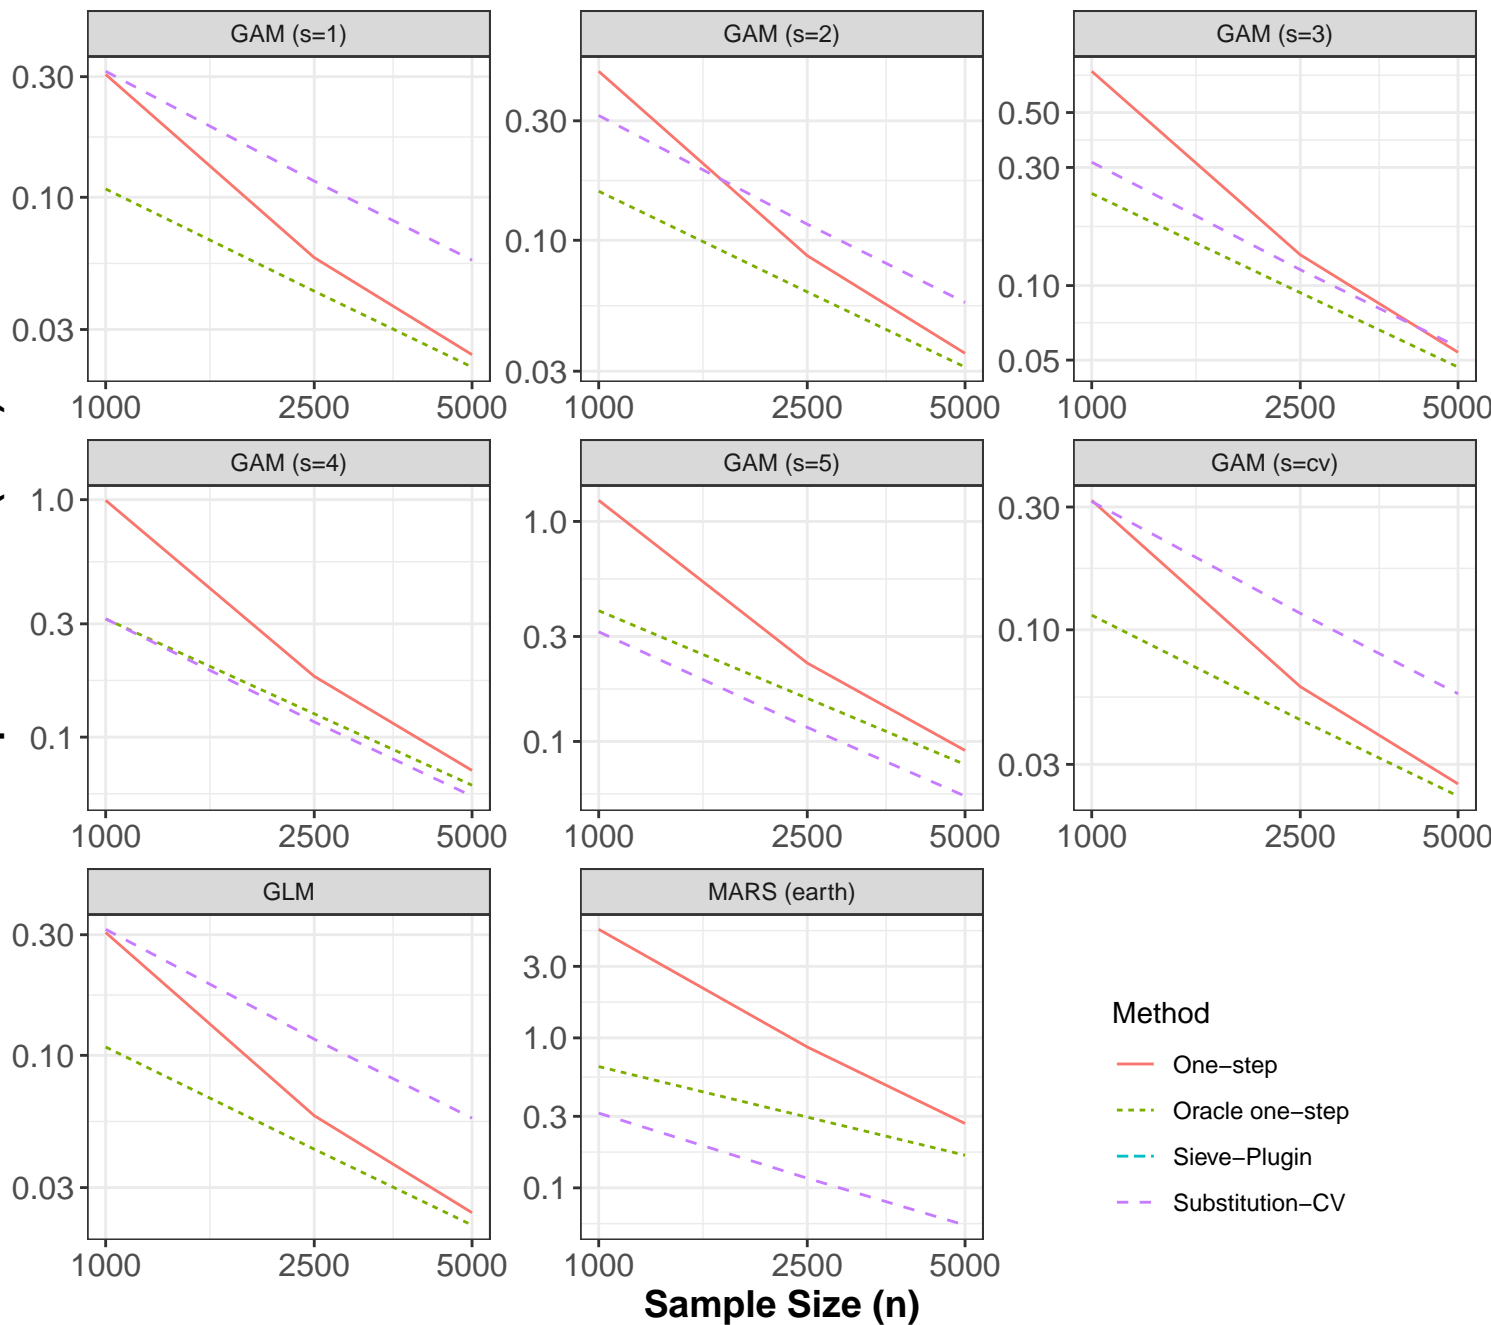 GAM (s=1) GAM (s=2) GAM (s=3)
0.30
0.10
0.03
0.30
0.10
0.03
0.50
0.30
0.10
0.05
1000 2500 5000 1000 2500 5000 1000 2500 5000
GAM (s=4) GAM (s=5) GAM (s=cv)
1.0
0.3
0.1
1.0
0.3
0.1
0.30
0.10
0.03
1000 2500 5000 1000 2500 5000 1000 2500 5000
GLM MARS (earth)
0.30
0.10
0.03
3.0
1.0
0.3
0.1
1000 2500 5000 1000 2500 5000
Sample Size (n)
Method
One−step
Oracle one−step
Sieve−Plugin
Substitution−CV